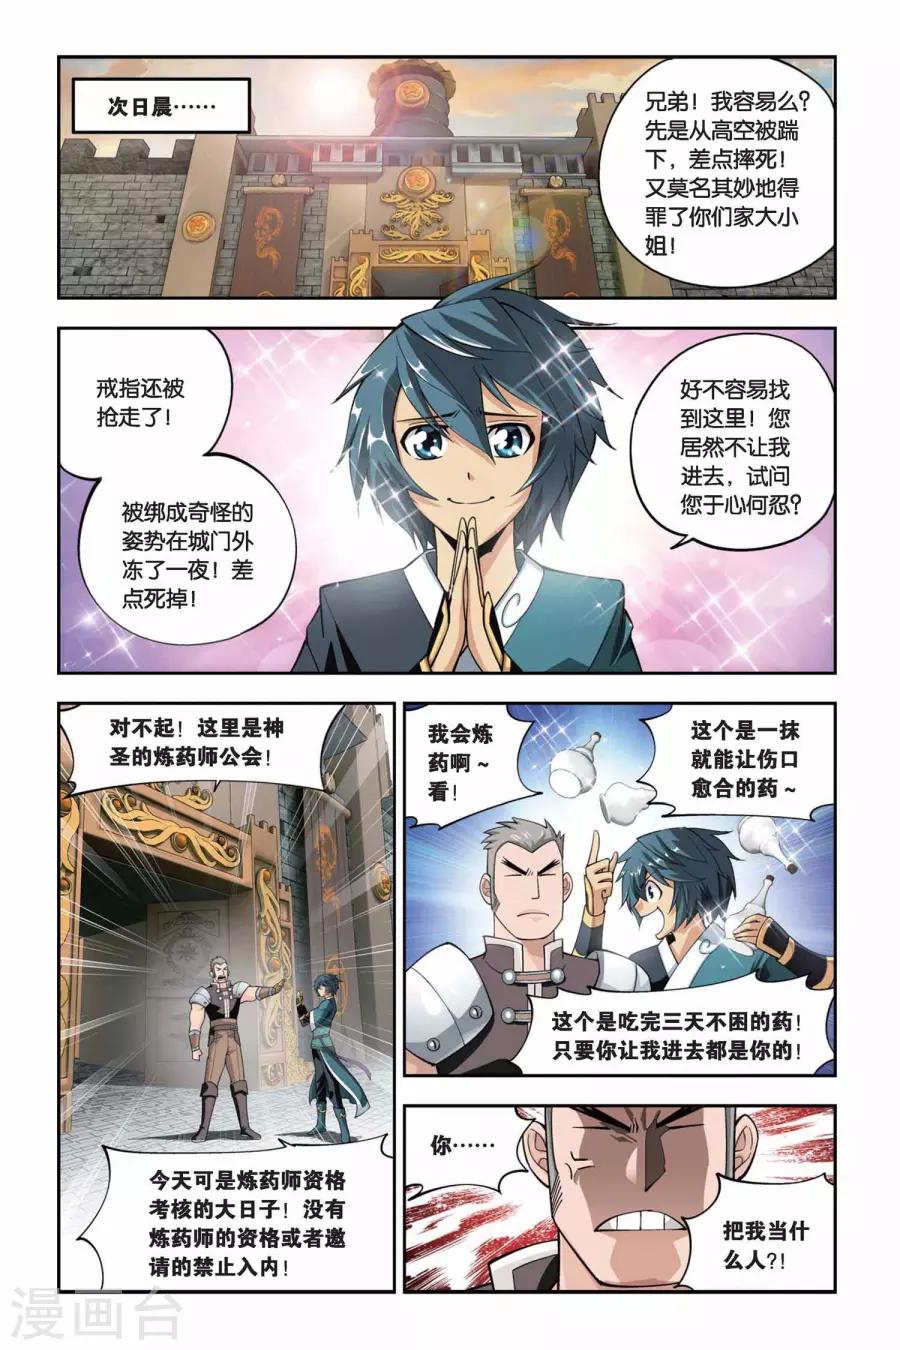 次日晨……
兄弟！我容易么？
先是从高空被踹
下，差点摔死！
又莫名其妙地得
罪了你们家大小
姐！
戒指还被
抢走了！
被绑成奇怪的
姿势在城门外
冻了一夜！差
点死掉！
好不容易找
到这里！您
居然不让我
进去，试问
您于心何忍？
对不起！这里是神
圣的炼药师公会！
今天可是炼药师资格
考核的大日子！没有
炼药师的资格或者邀
请的禁止入内！
我会炼
药啊～
看！
这个是一抹
就能让伤口
愈合的药～
这个是吃完三天不困的药！
只要你让我进去都是你的！
你……
把我当什
么人？！
漫画台